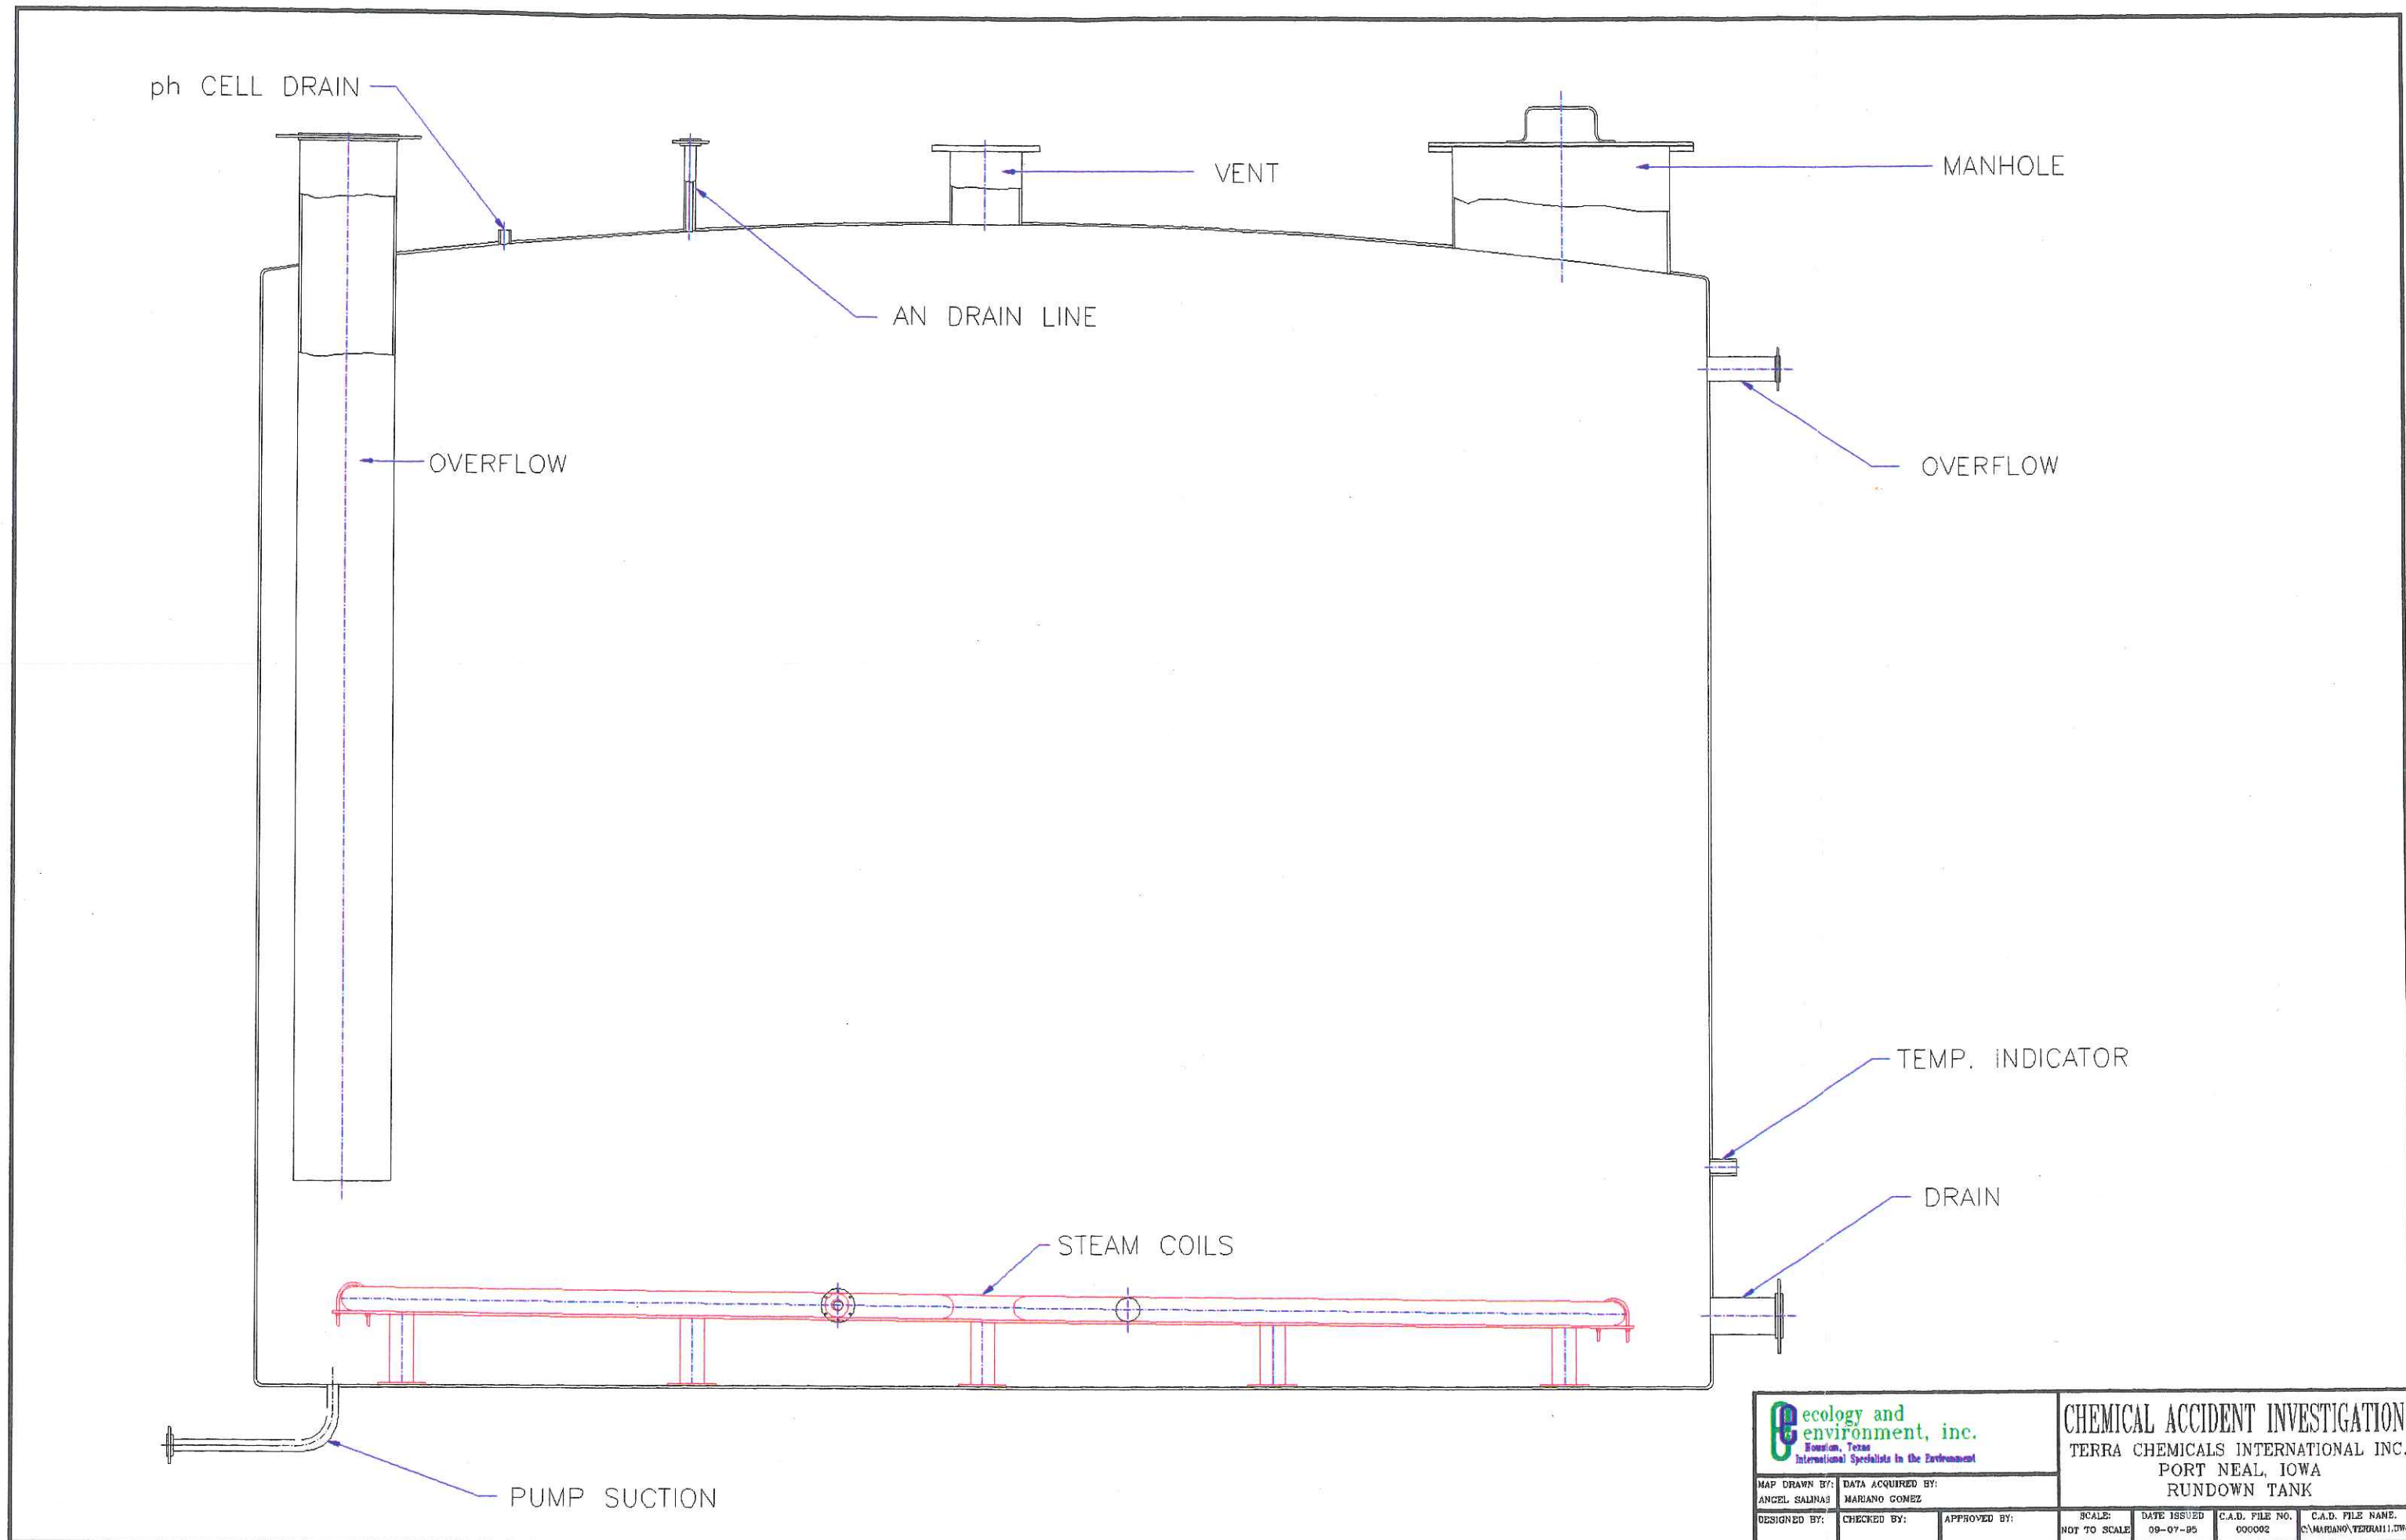 ph CELL DRAIN
VENT
MANHOLE
AN DRAIN LINE
OVERFLOW
OVERFLOW
TEMP. INDICATOR
DRAIN
STEAM COILS
PUMP SUCTION
ecology and
environment, inc.
Houston, Texas
International Specialists in the Environment
CHEMICAL ACCIDENT INVESTIGATION
TERRA CHEMICALS INTERNATIONAL INC.
PORT NEAL, IOWA
RUNDOWN TANK
MAP DRAWN BY:
ANGEL SALINAS
DATA ACQUIRED BY:
MARIANO GOMEZ
DESIGNED BY:
CHECKED BY:
APPROVED BY:
SCALE:
NOT TO SCALE
DATE ISSUED
09-07-95
C.A.D. FILE NO.
000002
C.A.D. FILE NAME.